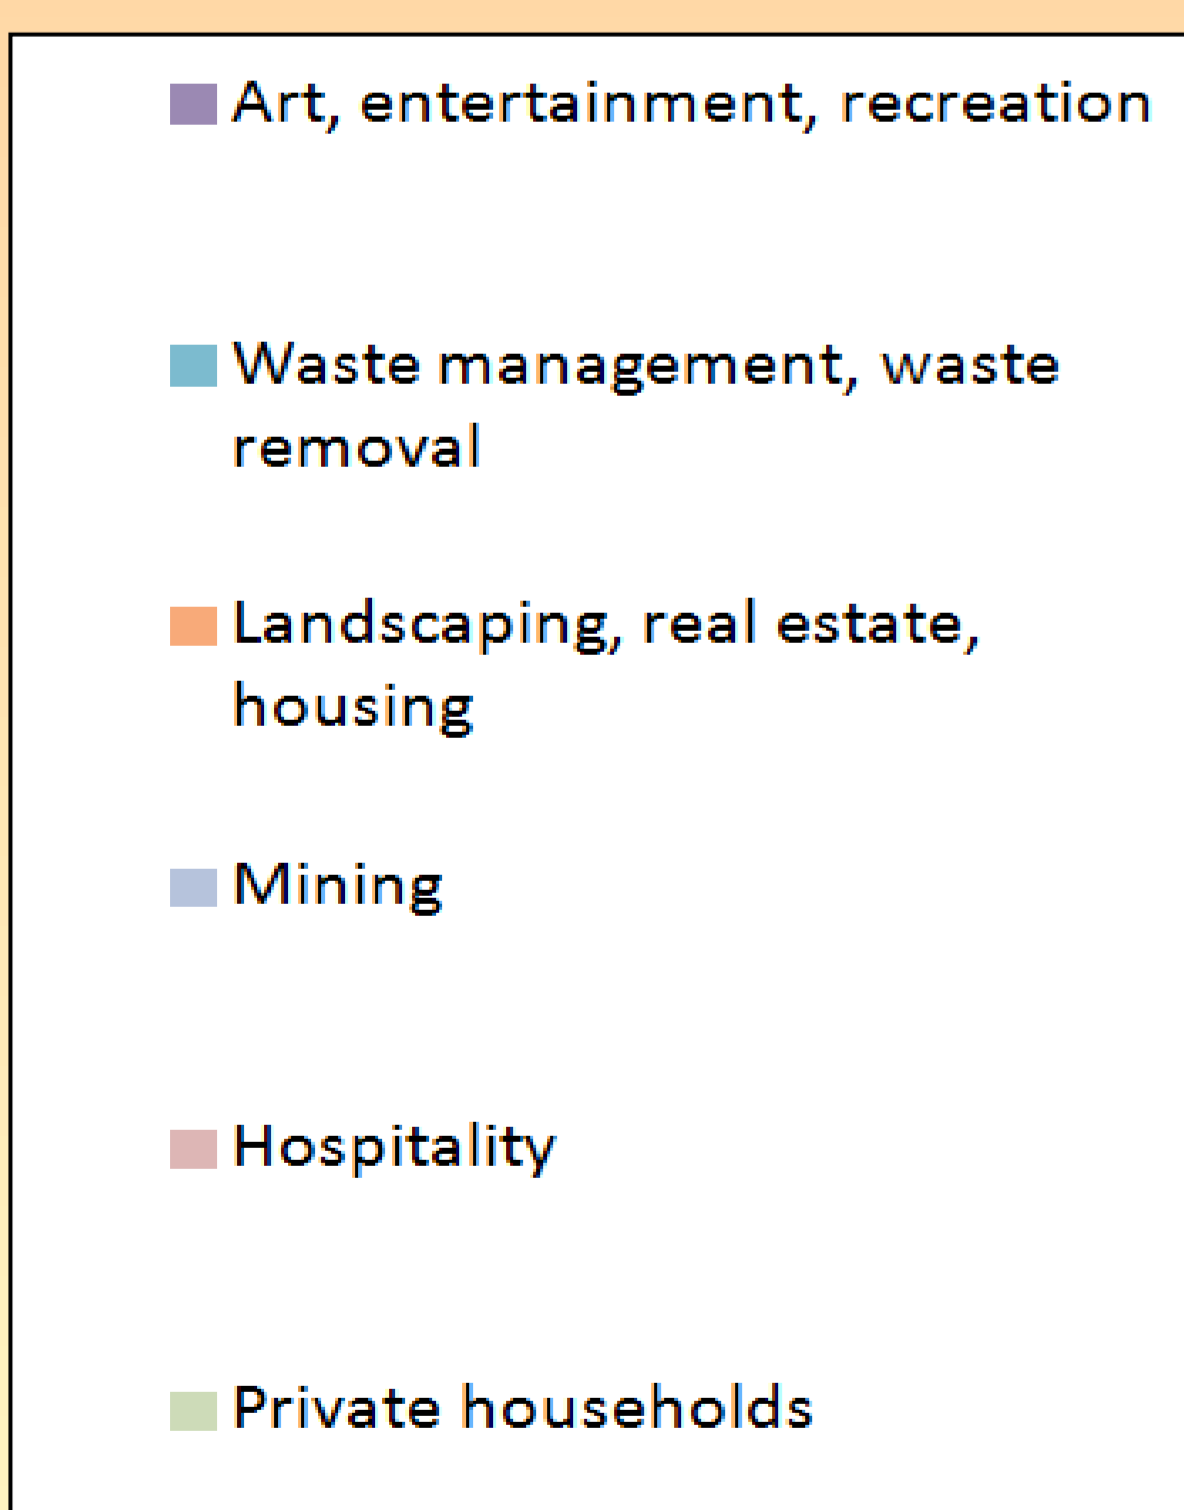 Art, entertainment, recreation
Waste management, waste
removal
Landscaping, real estate,
housing
Mining
Hospitality
Private households